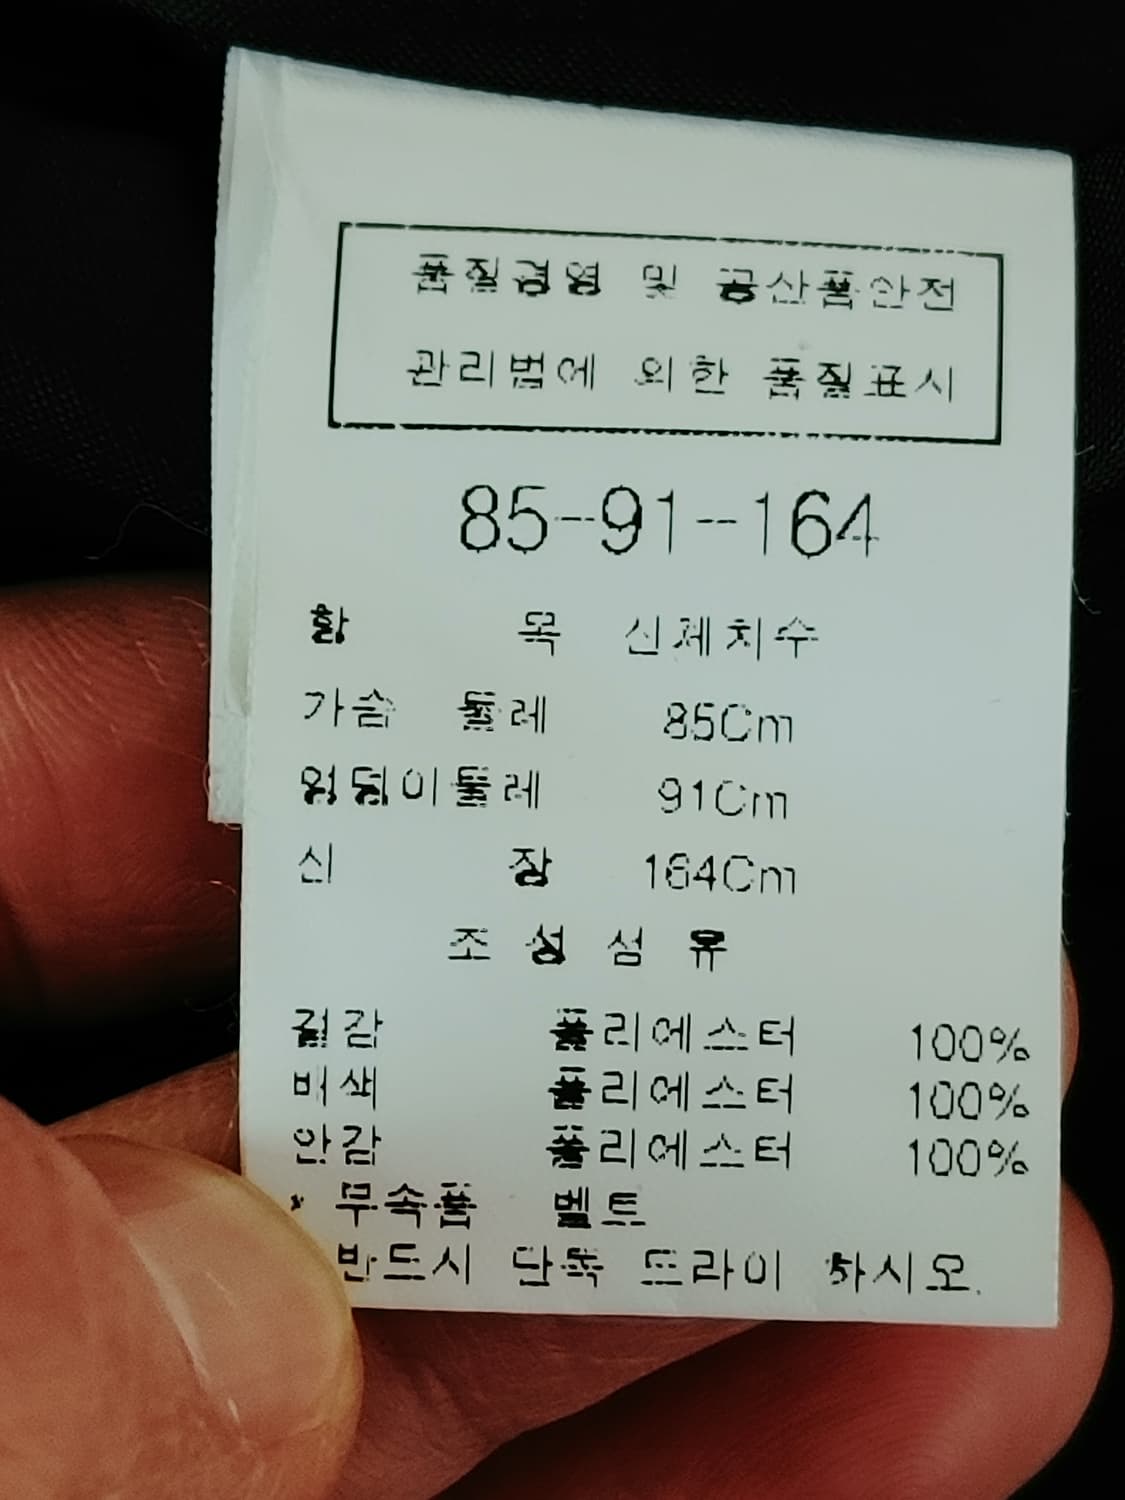 품질경영 및 공산품안전
관리법에 의한 품질표시
85-91-164
항 목 신체치수
가슴 둘레 85Cm
엉덩이둘레 91Cm
신 장 164Cm
조 성 섬 유
겉감 폴리에스터 100%
배색 폴리에스터 100%
안감 폴리에스터 100%
* 부속품 벨트
반드시 단독 드라이 하시오.